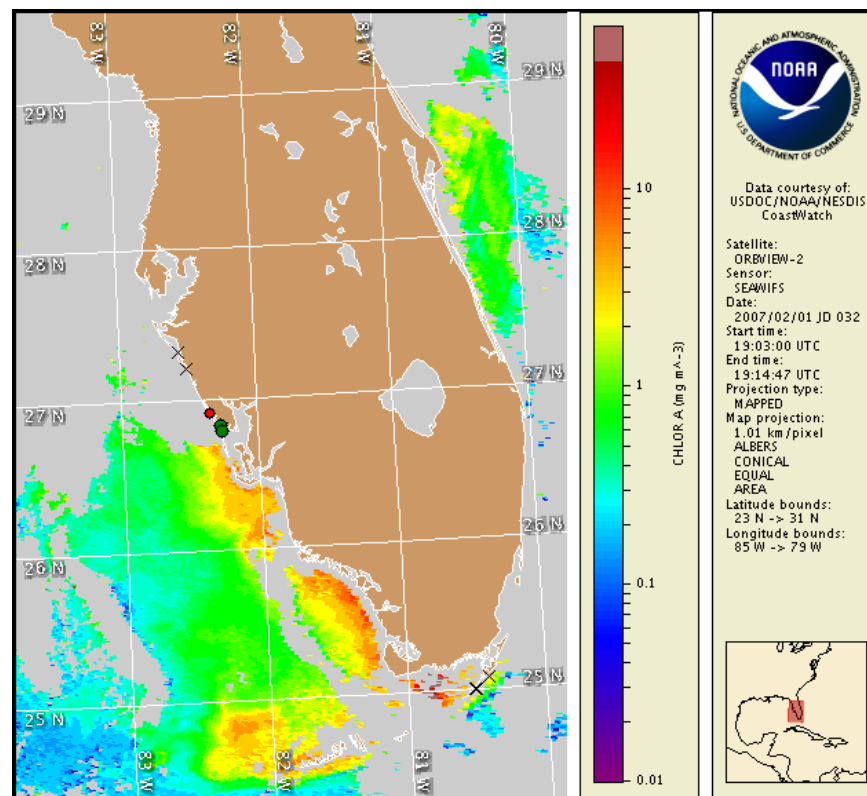 83 W
82 W
81 W
80 W
29 N
29 N
28 N
28 N
27 N
27 N
26 N
26 N
25 N
25 N
83 W
82 W
81 W
10
1
0.1
0.01
CHLOR A (mg m^-3)
NATIONAL OCEANIC AND ATMOSPHERIC ADMINISTRATION
NOAA
U.S. DEPARTMENT OF COMMERCE
Data courtesy of:
USDOC/NOAA/NESDIS
CoastWatch
Satellite:
ORBVIEW-2
Sensor:
SEAWIFS
Date:
2007/02/01 JD 032
Start time:
19:03:00 UTC
End time:
19:14:47 UTC
Projection type:
MAPPED
Map projection:
1.01 km/pixel
ALBERS
CONICAL
EQUAL
AREA
Latitude bounds:
23 N -> 31 N
Longitude bounds:
85 W -> 79 W